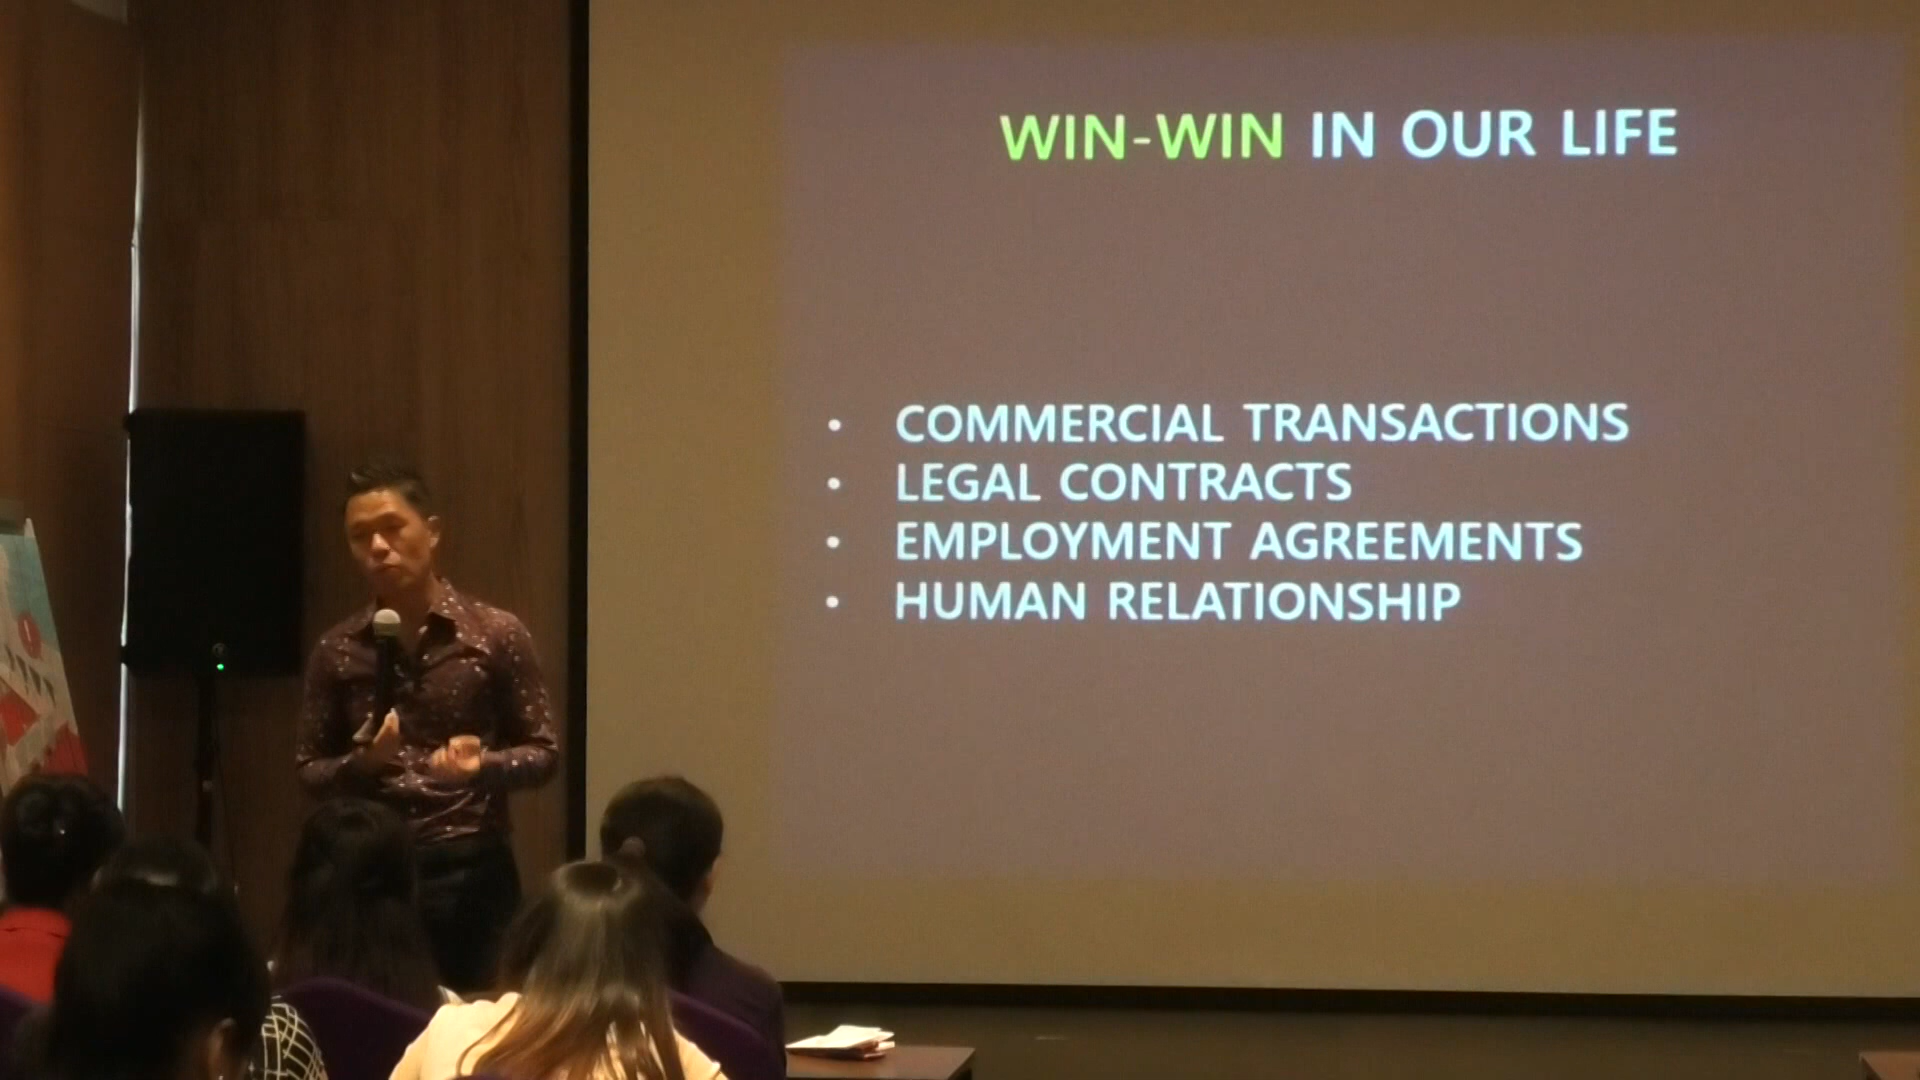 WIN-WIN IN OUR LIFE
• COMMERCIAL TRANSACTIONS
• LEGAL CONTRACTS
• EMPLOYMENT AGREEMENTS
• HUMAN RELATIONSHIP